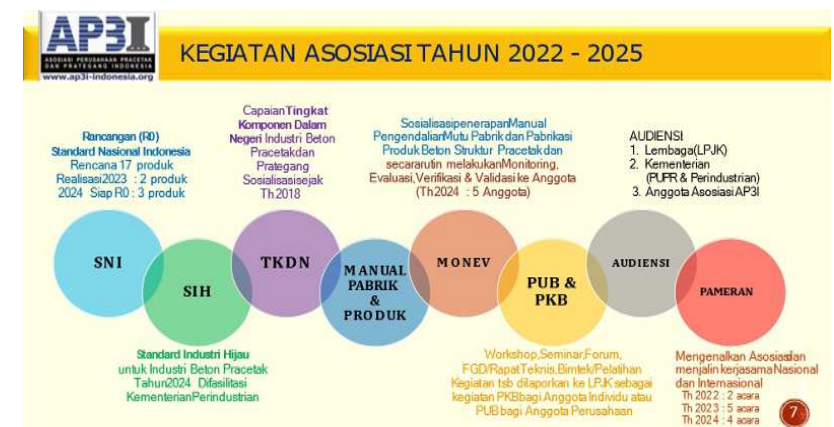 AP3I
ASOSIASI PERUSAHAAN PRACETAK
DAN PRATEGANG INDONESIA
www.ap3i-indonesia.org
KEGIATAN ASOSIASI TAHUN 2022 - 2025
Rancangan (R0)
Standard Nasional Indonesia
Rencana 17 produk
Realisasi2023 : 2 produk
2024 Siap R0 : 3 produk
Capaian Tingkat
Komponen Dalam
Negeri Industri Beton
Pracetakdan
Prategang
Sosialisasisejak
Th 2018
SosialisasipenerapanManual
PengendalianMutu Pabrik dan Pabrikasi
Produk Beton Struktur Pracetak dan
secararutin melakukanMonitoring,
Evaluasi,Verifikasi & Validasi ke Anggota
(Th2024 : 5 Anggota)
AUDIENSI
1. Lembaga(LPJK)
2. Kementerian
(PUPR & Perindustrian)
3. Anggota AsosiasiAP3I
SNI
SIH
TKDN
MANUAL
PABRIK
&
PRODUK
MONEV
PUB &
PKB
AUDIENSI
PAMERAN
Standard Industri Hijau
untuk Industri Beton Pracetak
Tahun2024 Difasilitasi
KementerianPerindustrian
Workshop,Seminar,Forum,
FGD/RapatTeknis,Bimtek/Pelatihan
Kegiatan tsb dilaporkan ke LPJK sebagai
kegiatan PKBbagi Anggota Individu atau
PUBbagi Anggota Perusahaan
Mengenalkan Asosiasidan
menjalin kerjasama Nasional
dan Internasional
Th 2022 : 2 acara
Th 2023 : 5 acara
Th 2024 : 4 acara
7